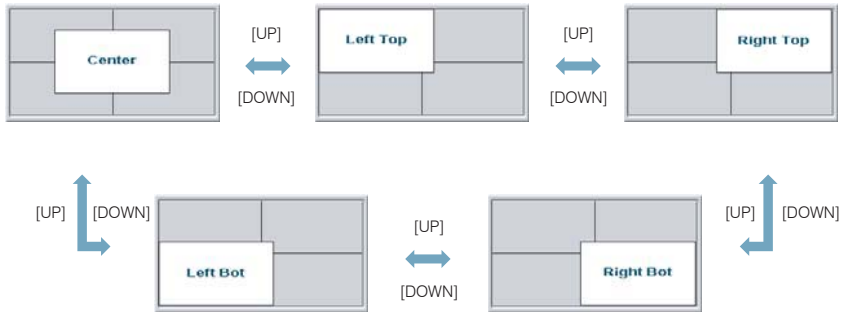 Center
[UP]
[DOWN]
Left Top
[UP]
[DOWN]
Right Top
[UP]
[DOWN]
Left Bot
[UP]
[DOWN]
Right Bot
[UP]
[DOWN]